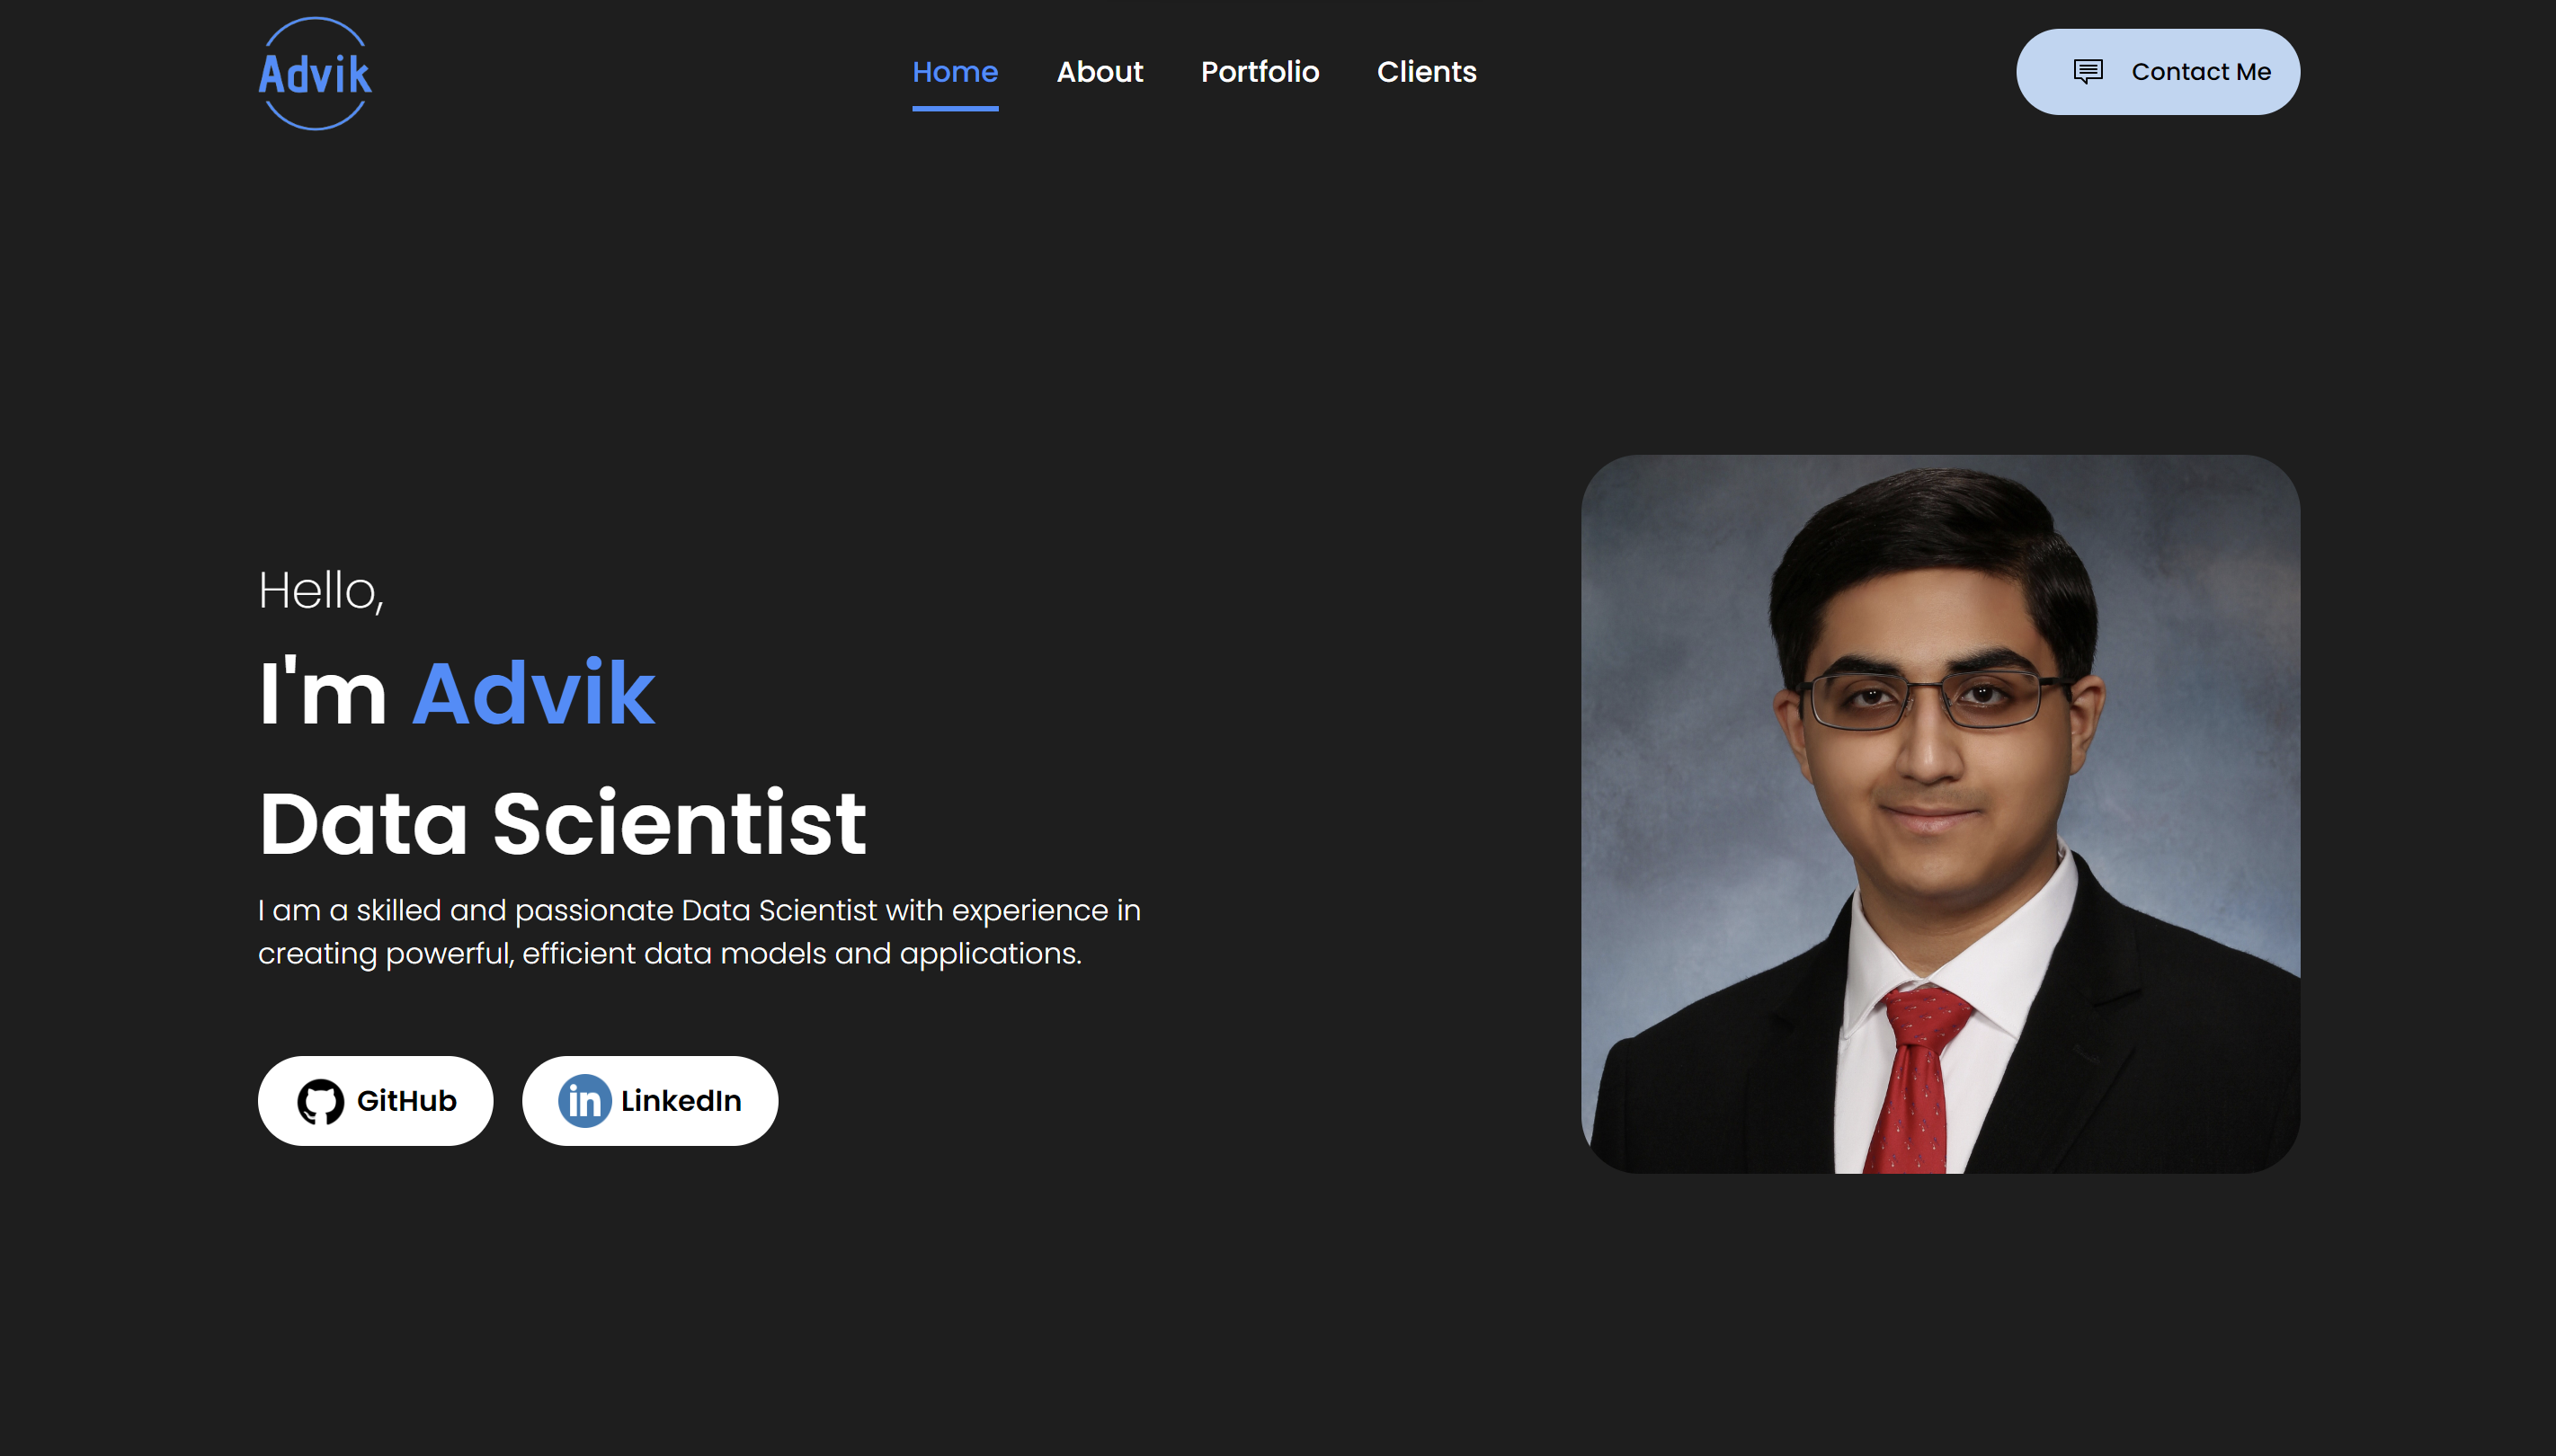 Advik
Home About Portfolio Clients
Contact Me
Hello,
I'm Advik
Data Scientist
I am a skilled and passionate Data Scientist with experience in
creating powerful, efficient data models and applications.
GitHub
in LinkedIn